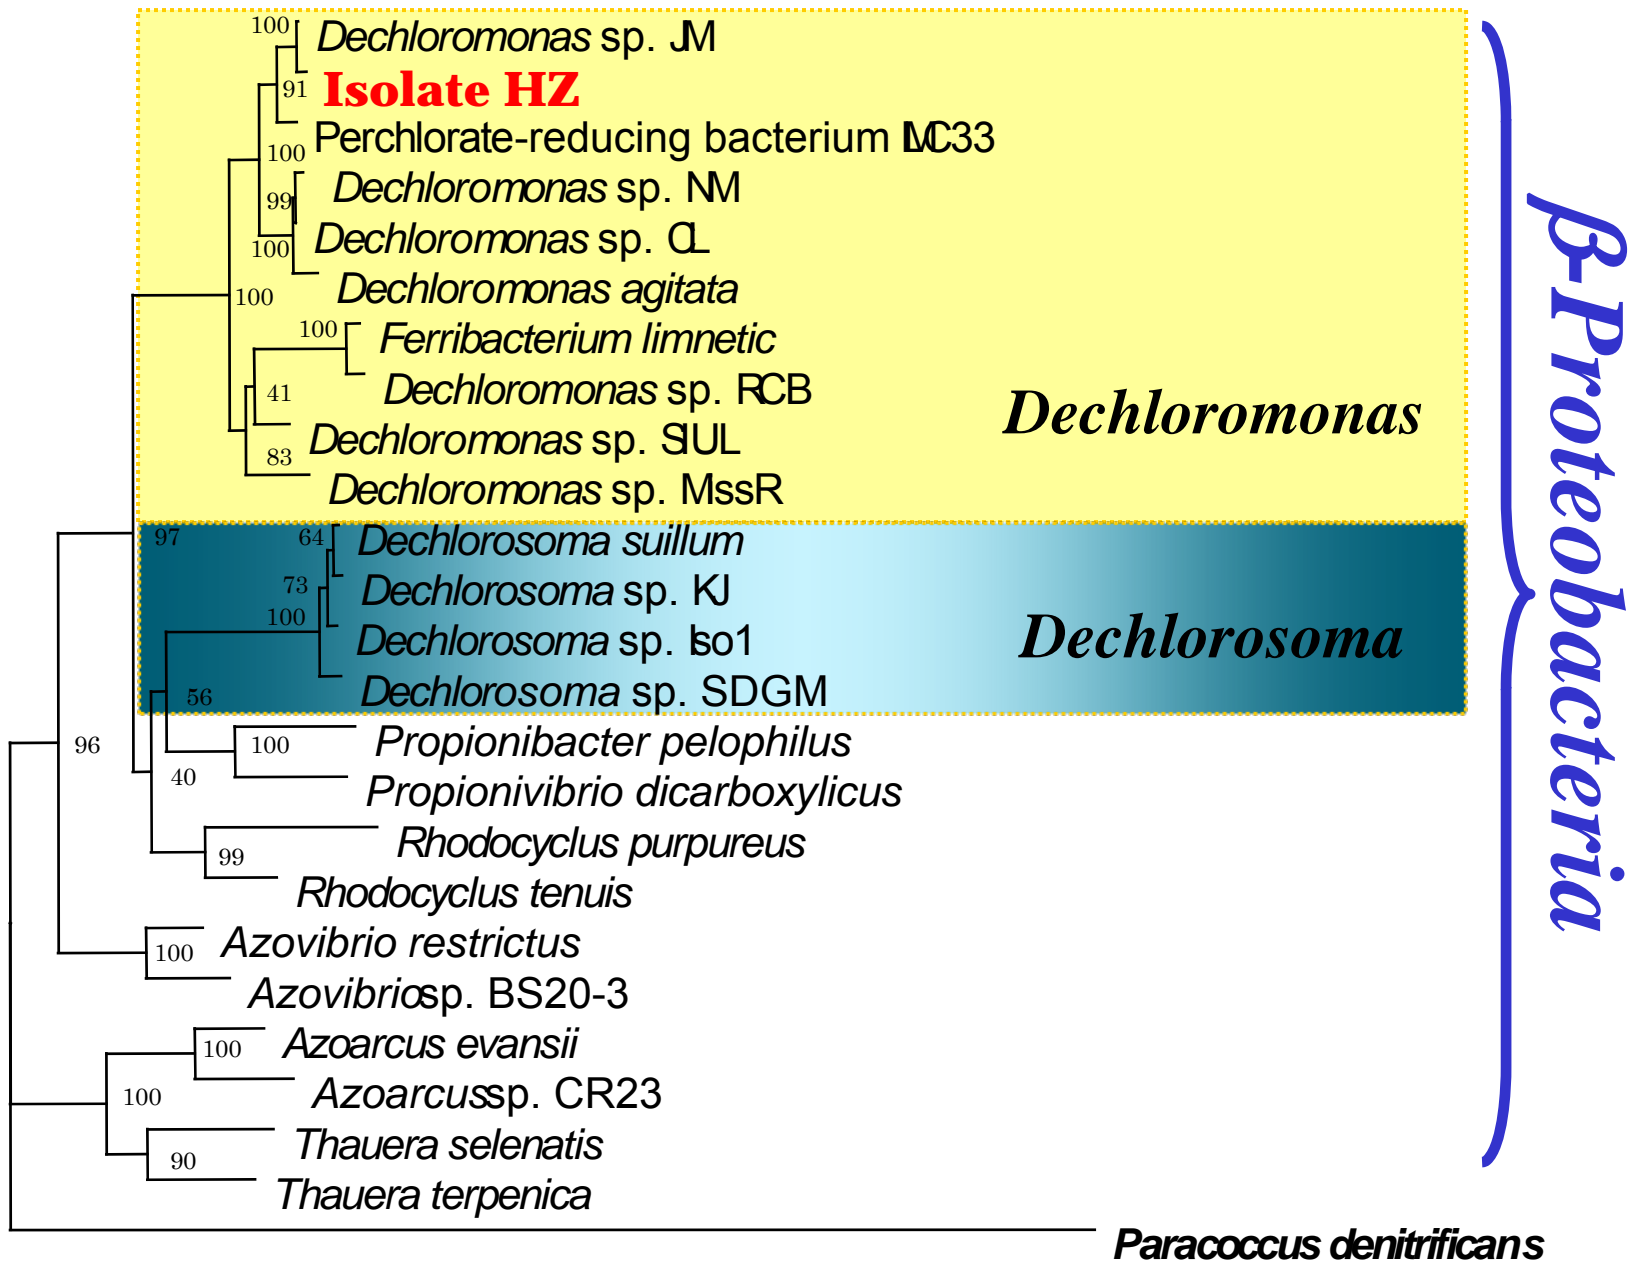 100
Dechloromonas sp. JM
91
Isolate HZ
Perchlorate-reducing bacterium LMC33
100
Dechloromonas sp. NM
99
Dechloromonas sp. CL
100
Dechloromonas agitata
100
Ferribacterium limnetic
100
Dechloromonas sp. RCB
41
Dechloromonas
Dechloromonas sp. SIUL
83
Dechloromonas sp. MissR
97
64
Dechlorosoma suillum
73
Dechlorosoma sp. KJ
100
Dechlorosoma sp. Iso1
Dechlorosoma
Dechlorosoma sp. SDGM
56
96
100
Propionibacter pelophilus
40
Propionivibrio dicarboxylicus
Rhodocyclus purpureus
99
Rhodocyclus tenuis
Azovibrio restrictus
100
Azovibrio sp. BS20-3
Azoarcus evansii
100
Azoarcus sp. CR23
100
Thauera selenatis
90
Thauera terpenica
Paracoccus denitrificans
β-Proteobacteria